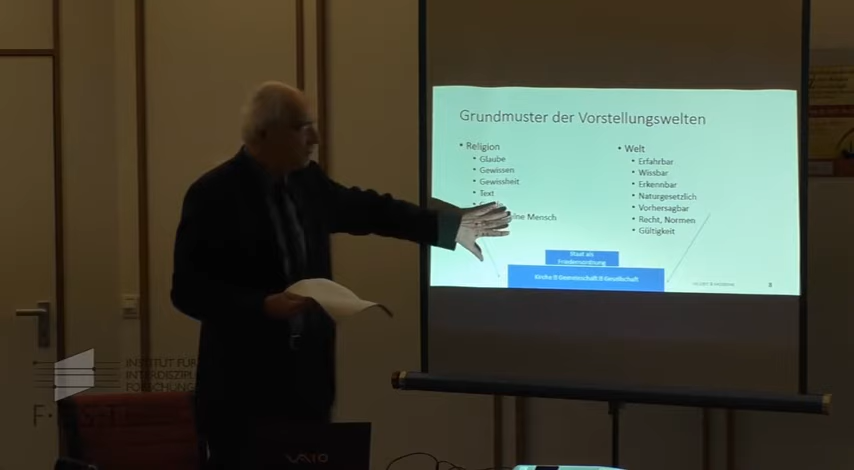 Grundmuster der Vorstellungswelten
• Religion
• Glaube
• Gewissen
• Gewissheit
• Text
Mensch
• Welt
• Erfahrbar
• Wissbar
• Erkennbar
• Naturgesetzlich
• Vorhersagbar
• Recht, Normen
• Gültigkeit
Staat als
Friedensordnung
Kirche Gemeinschaft Gesellschaft
INSTITUT FÜR
INTERDISZIPL
FORSCHUNG
F·E·S·T
VAIO